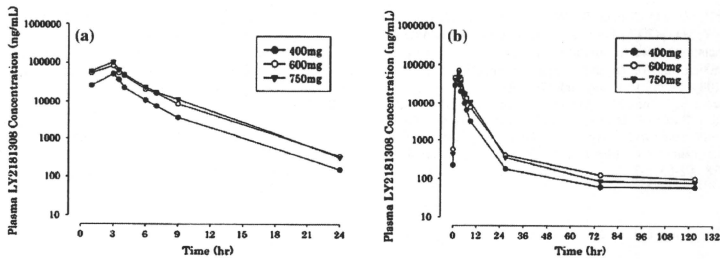 (a)
Plasma LY2181308 Concentration (ng/mL)
1000000
100000
10000
1000
100
10
400mg
600mg
750mg
0 3 6 9 12 15 18 21 24
Time (hr)
(b)
Plasma LY2181308 Concentration (ng/mL)
1000000
100000
10000
1000
100
10
400mg
600mg
750mg
0 12 24 36 48 60 72 84 96 108 120 132
Time (hr)